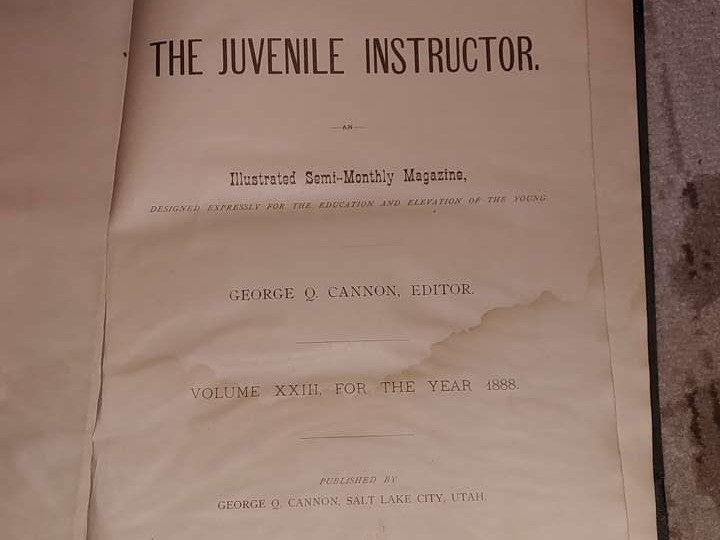 THE JUVENILE INSTRUCTOR.
AN
Illustrated Semi-Monthly Magazine,
DESIGNED EXPRESSLY FOR THE EDUCATION AND ELEVATION OF THE YOUNG
GEORGE Q. CANNON, EDITOR.
VOLUME XXIII, FOR THE YEAR 1888.
PUBLISHED BY
GEORGE Q. CANNON, SALT LAKE CITY, UTAH.